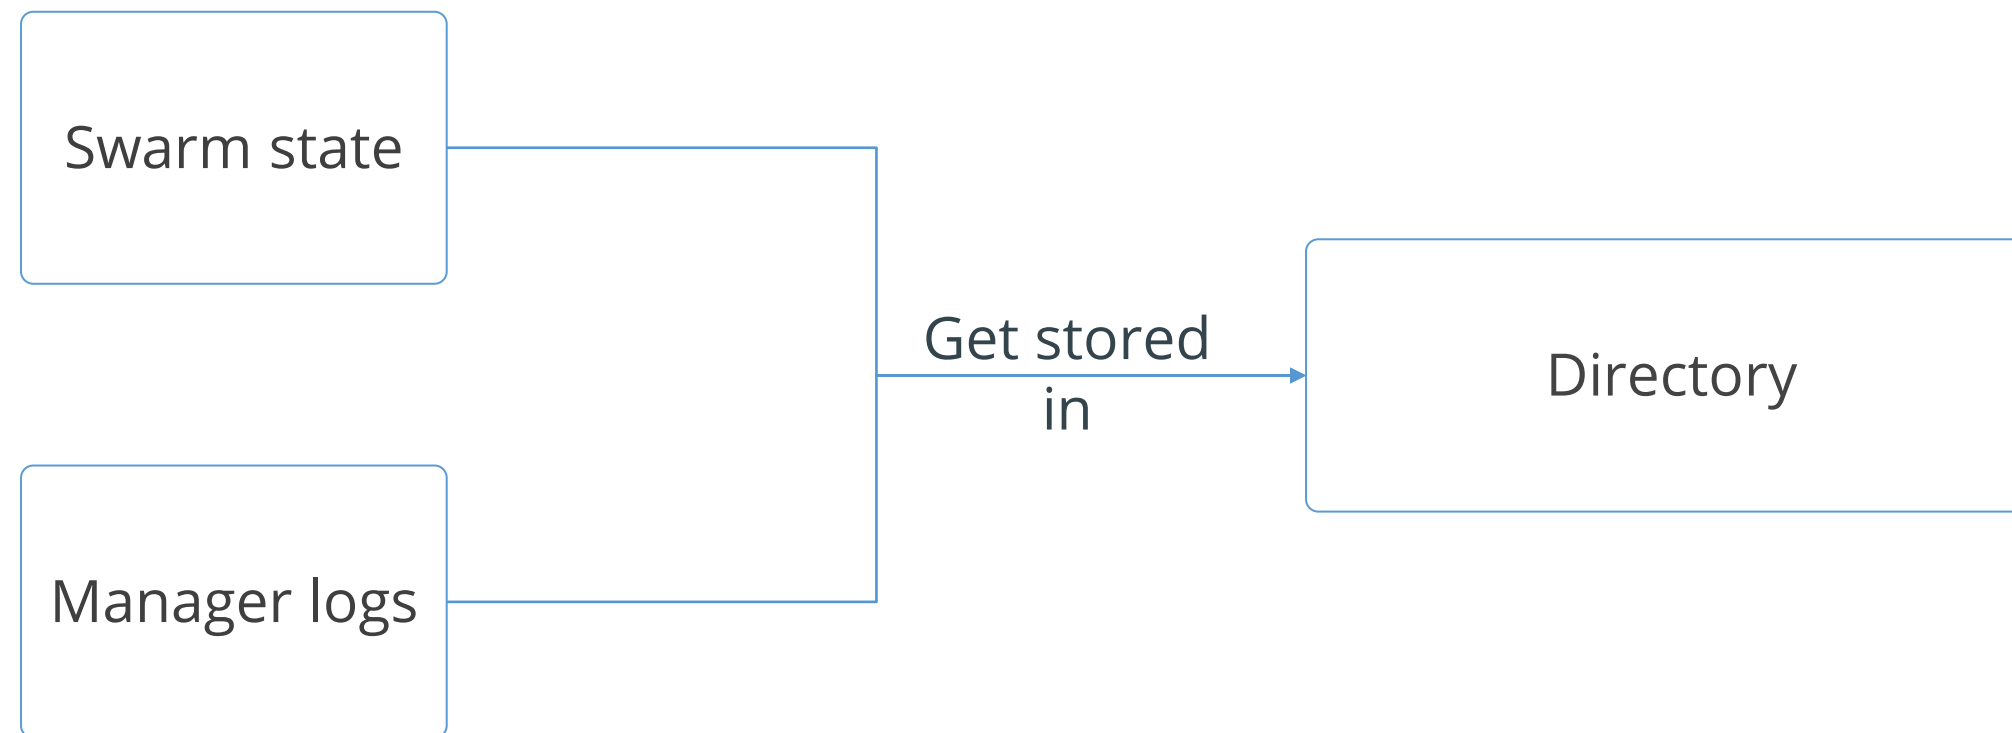 Swarm state
Get stored
in
Directory
Manager logs